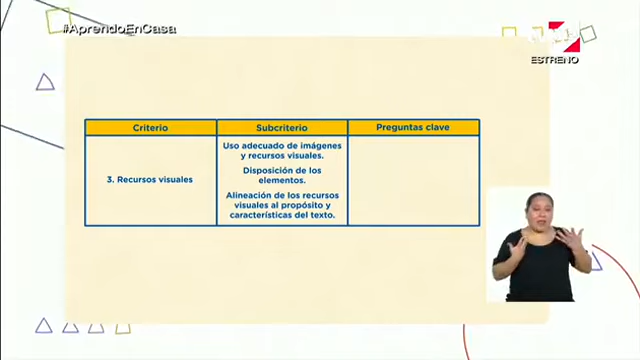 #AprendoEnCasa
ESTRENO
Criterio
Subcriterio
Preguntas clave
3. Recursos visuales
Uso adecuado de imágenes
y recursos visuales.
Disposición de los
elementos.
Alineación de los recursos
visuales al propósito y
características del texto.